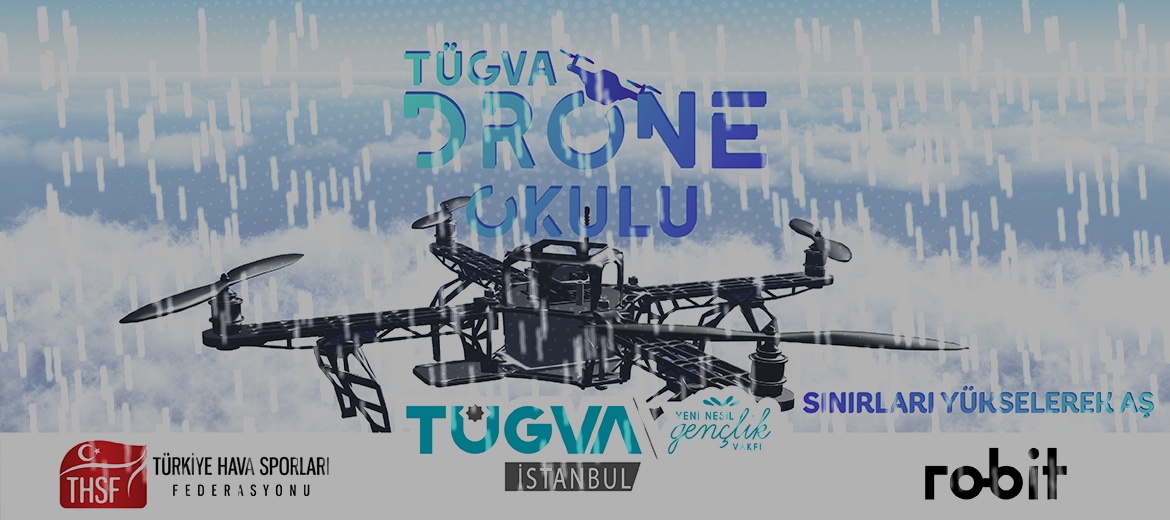 TÜGVA
DRONE
OKULU
SINIRLARI YÜKSELEREK AŞ
TÜGVA
İSTANBUL
YENİ NESİL
gençlik
VAKFI
THSF
TÜRKİYE HAVA SPORLARI
FEDERASYONU
robit